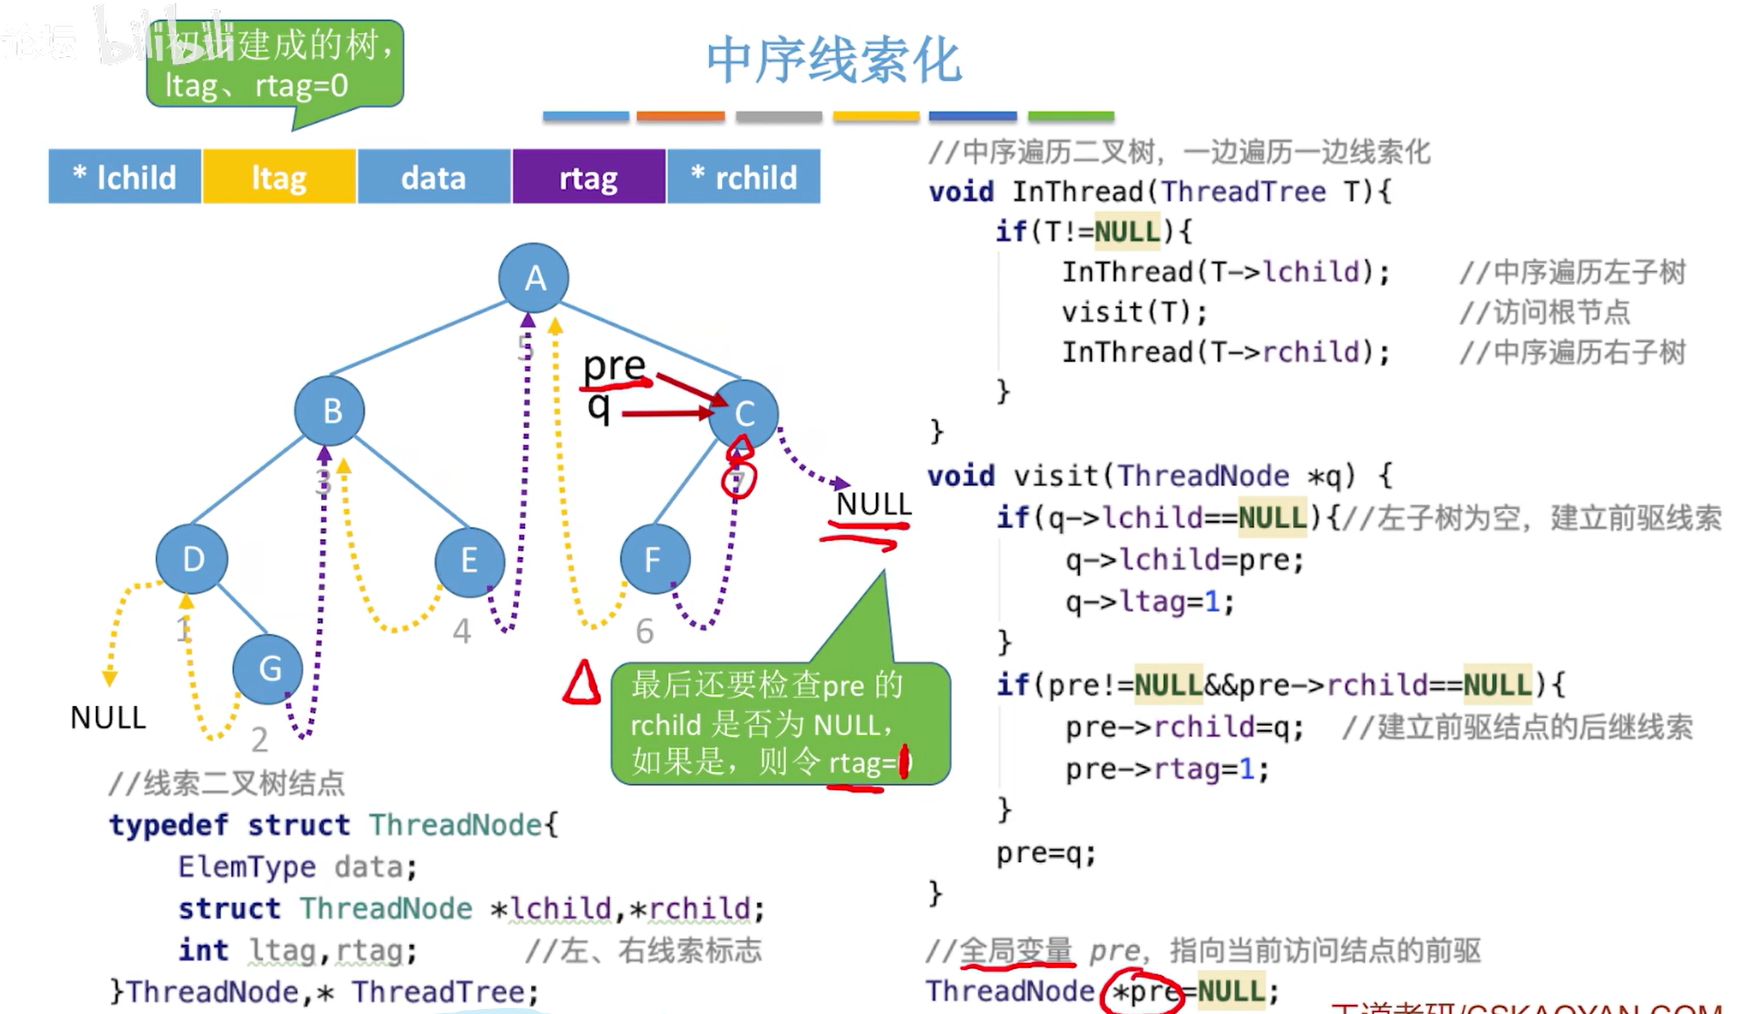 论坛 bilibili
建成的树，
ltag、rtag=0
中序线索化
* lchild ltag data rtag * rchild
A
5
pre
q
B
C
3
7
NULL
D
E
F
1
4
6
G
NULL
2
最后还要检查pre 的
rchild 是否为 NULL，
如果是，则令 rtag=
//线索二叉树结点
typedef struct ThreadNode{
ElemType data;
struct ThreadNode *lchild,*rchild;
int ltag,rtag; //左、右线索标志
}ThreadNode,* ThreadTree;
//中序遍历二叉树，一边遍历一边线索化
void InThread(ThreadTree T){
if(T!=NULL){
InThread(T->lchild); //中序遍历左子树
visit(T); //访问根节点
InThread(T->rchild); //中序遍历右子树
}
}
void visit(ThreadNode *q) {
if(q->lchild==NULL){//左子树为空，建立前驱线索
q->lchild=pre;
q->ltag=1;
}
if(pre!=NULL&&pre->rchild==NULL){
pre->rchild=q; //建立前驱结点的后继线索
pre->rtag=1;
}
pre=q;
}
//全局变量 pre，指向当前访问结点的前驱
ThreadNode *pre=NULL;
王道考研/CSKAOYAN.COM